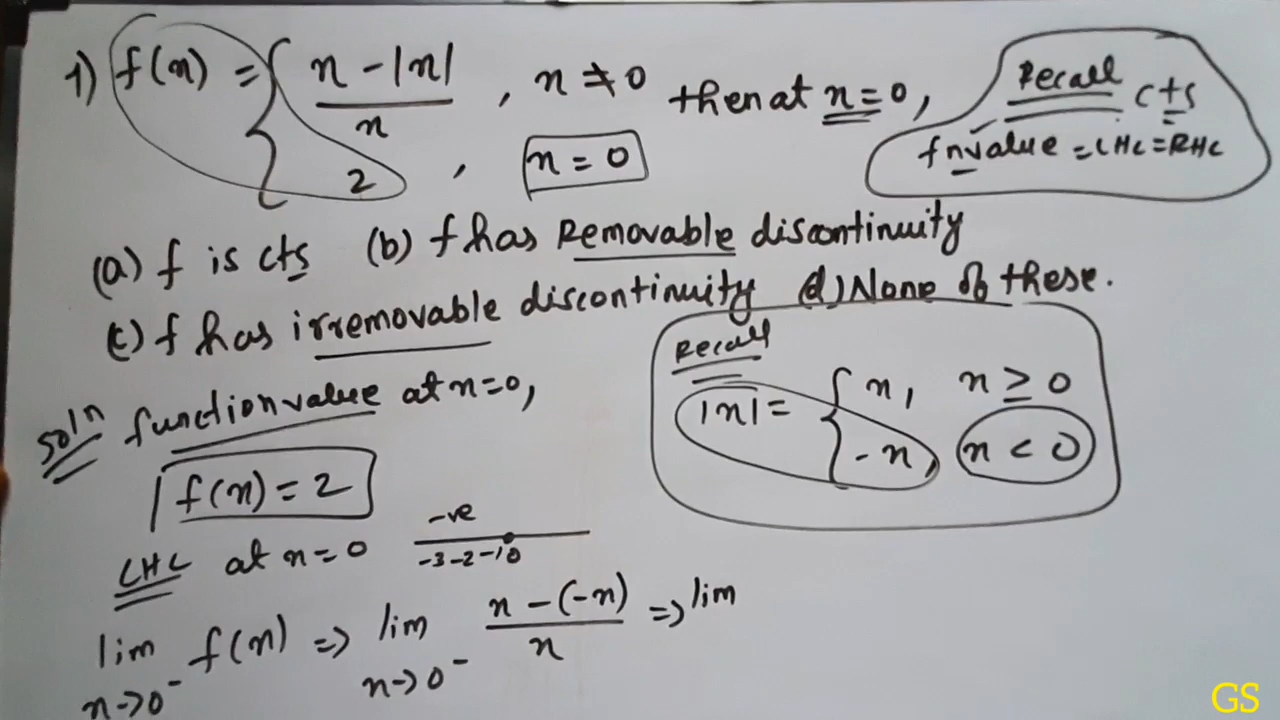 1) f(x) = { x - |x| / x , x ≠ 0 then at x = 0,
2 , x = 0
Recall cts
fn value = LHL = RHL
(a) f is cts (b) f has Removable discontinuity
(c) f has irremovable discontinuity (d) None of these.
Recall
|x| = { x, x ≥ 0
-x, x < 0
Soln function value at x=0,
f(x) = 2
LHL at x = 0
-ve
-3 -2 -1 0
lim x→0⁻ f(x) => lim x→0⁻ x - (-x) / x => lim
GS